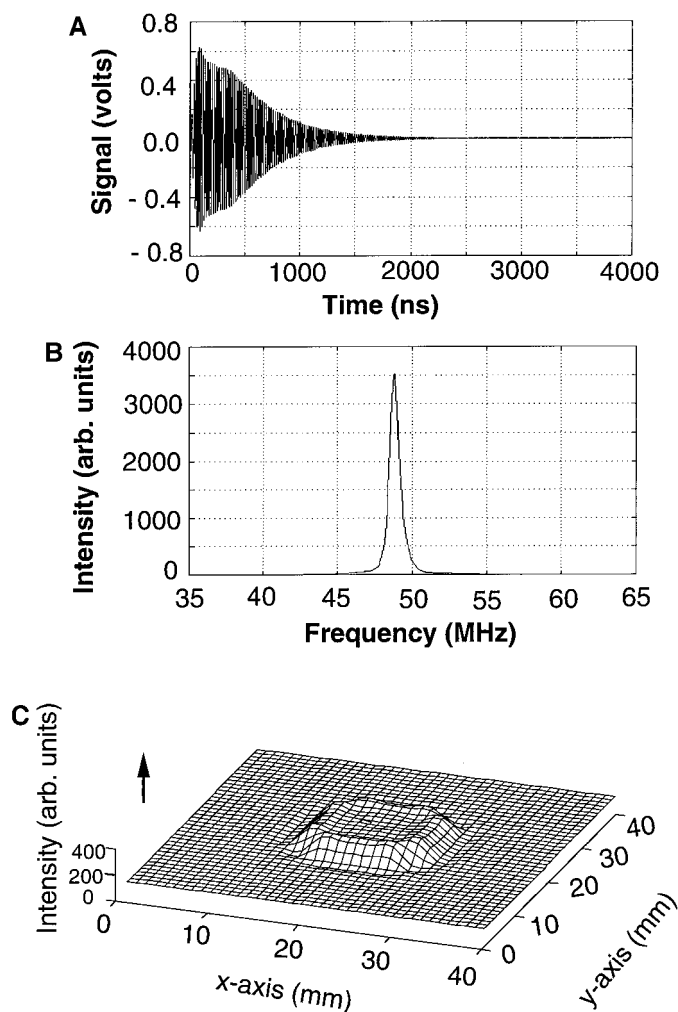 A
Signal (volts)
0.8
0.4
0.0
- 0.4
- 0.8
0 1000 2000 3000 4000
Time (ns)
B
Intensity (arb. units)
4000
3000
2000
1000
0
35 40 45 50 55 60 65
Frequency (MHz)
C
Intensity (arb. units)
400
200
0
0 10 20 30 40
x-axis (mm)
0 10 20 30 40
y-axis (mm)